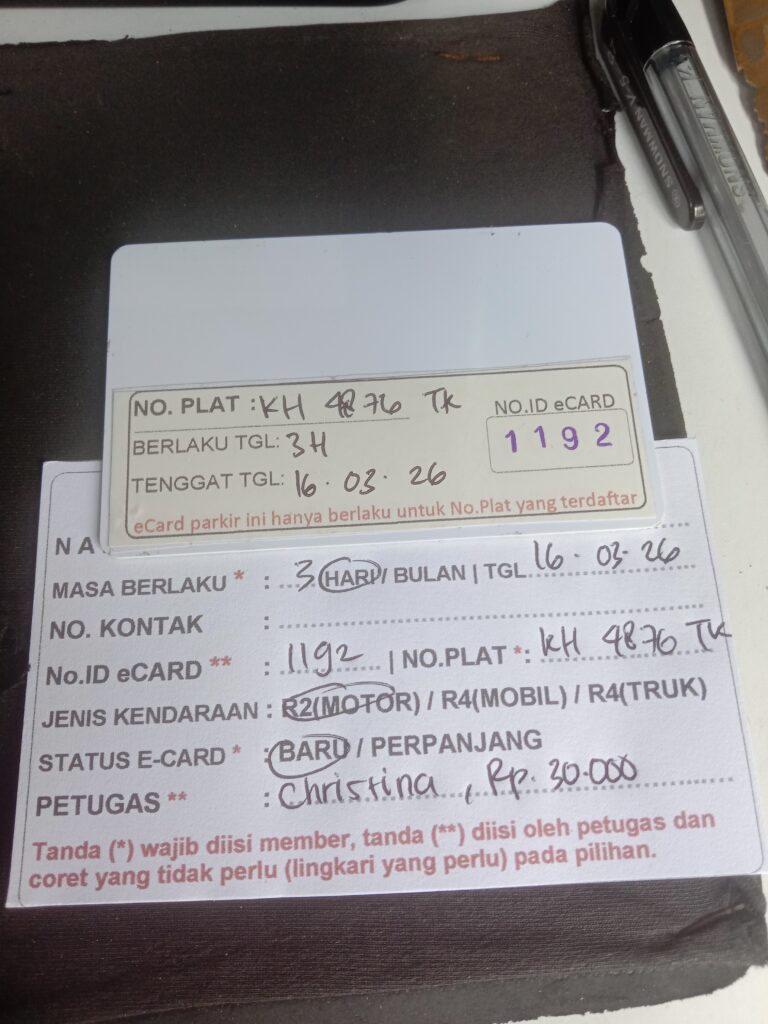 SNOWMAN V-5
SNOWMAN V
NO. PLAT : KH 4876 TK
NO.ID eCARD
1192
BERLAKU TGL: 3H
TENGGAT TGL: 16. 03. 26
eCard parkir ini hanya berlaku untuk No.Plat yang terdaftar
NA
MASA BERLAKU * : 3 HARI / BULAN | TGL 16. 03. 26
NO. KONTAK :
No.ID eCARD ** : 1192 | NO.PLAT *: KH 4876 TK
JENIS KENDARAAN : R2(MOTOR) / R4(MOBIL) / R4(TRUK)
STATUS E-CARD * : BARU / PERPANJANG
PETUGAS ** : Christina, Rp. 30.000
Tanda (*) wajib diisi member, tanda (**) diisi oleh petugas dan
coret yang tidak perlu (lingkari yang perlu) pada pilihan.